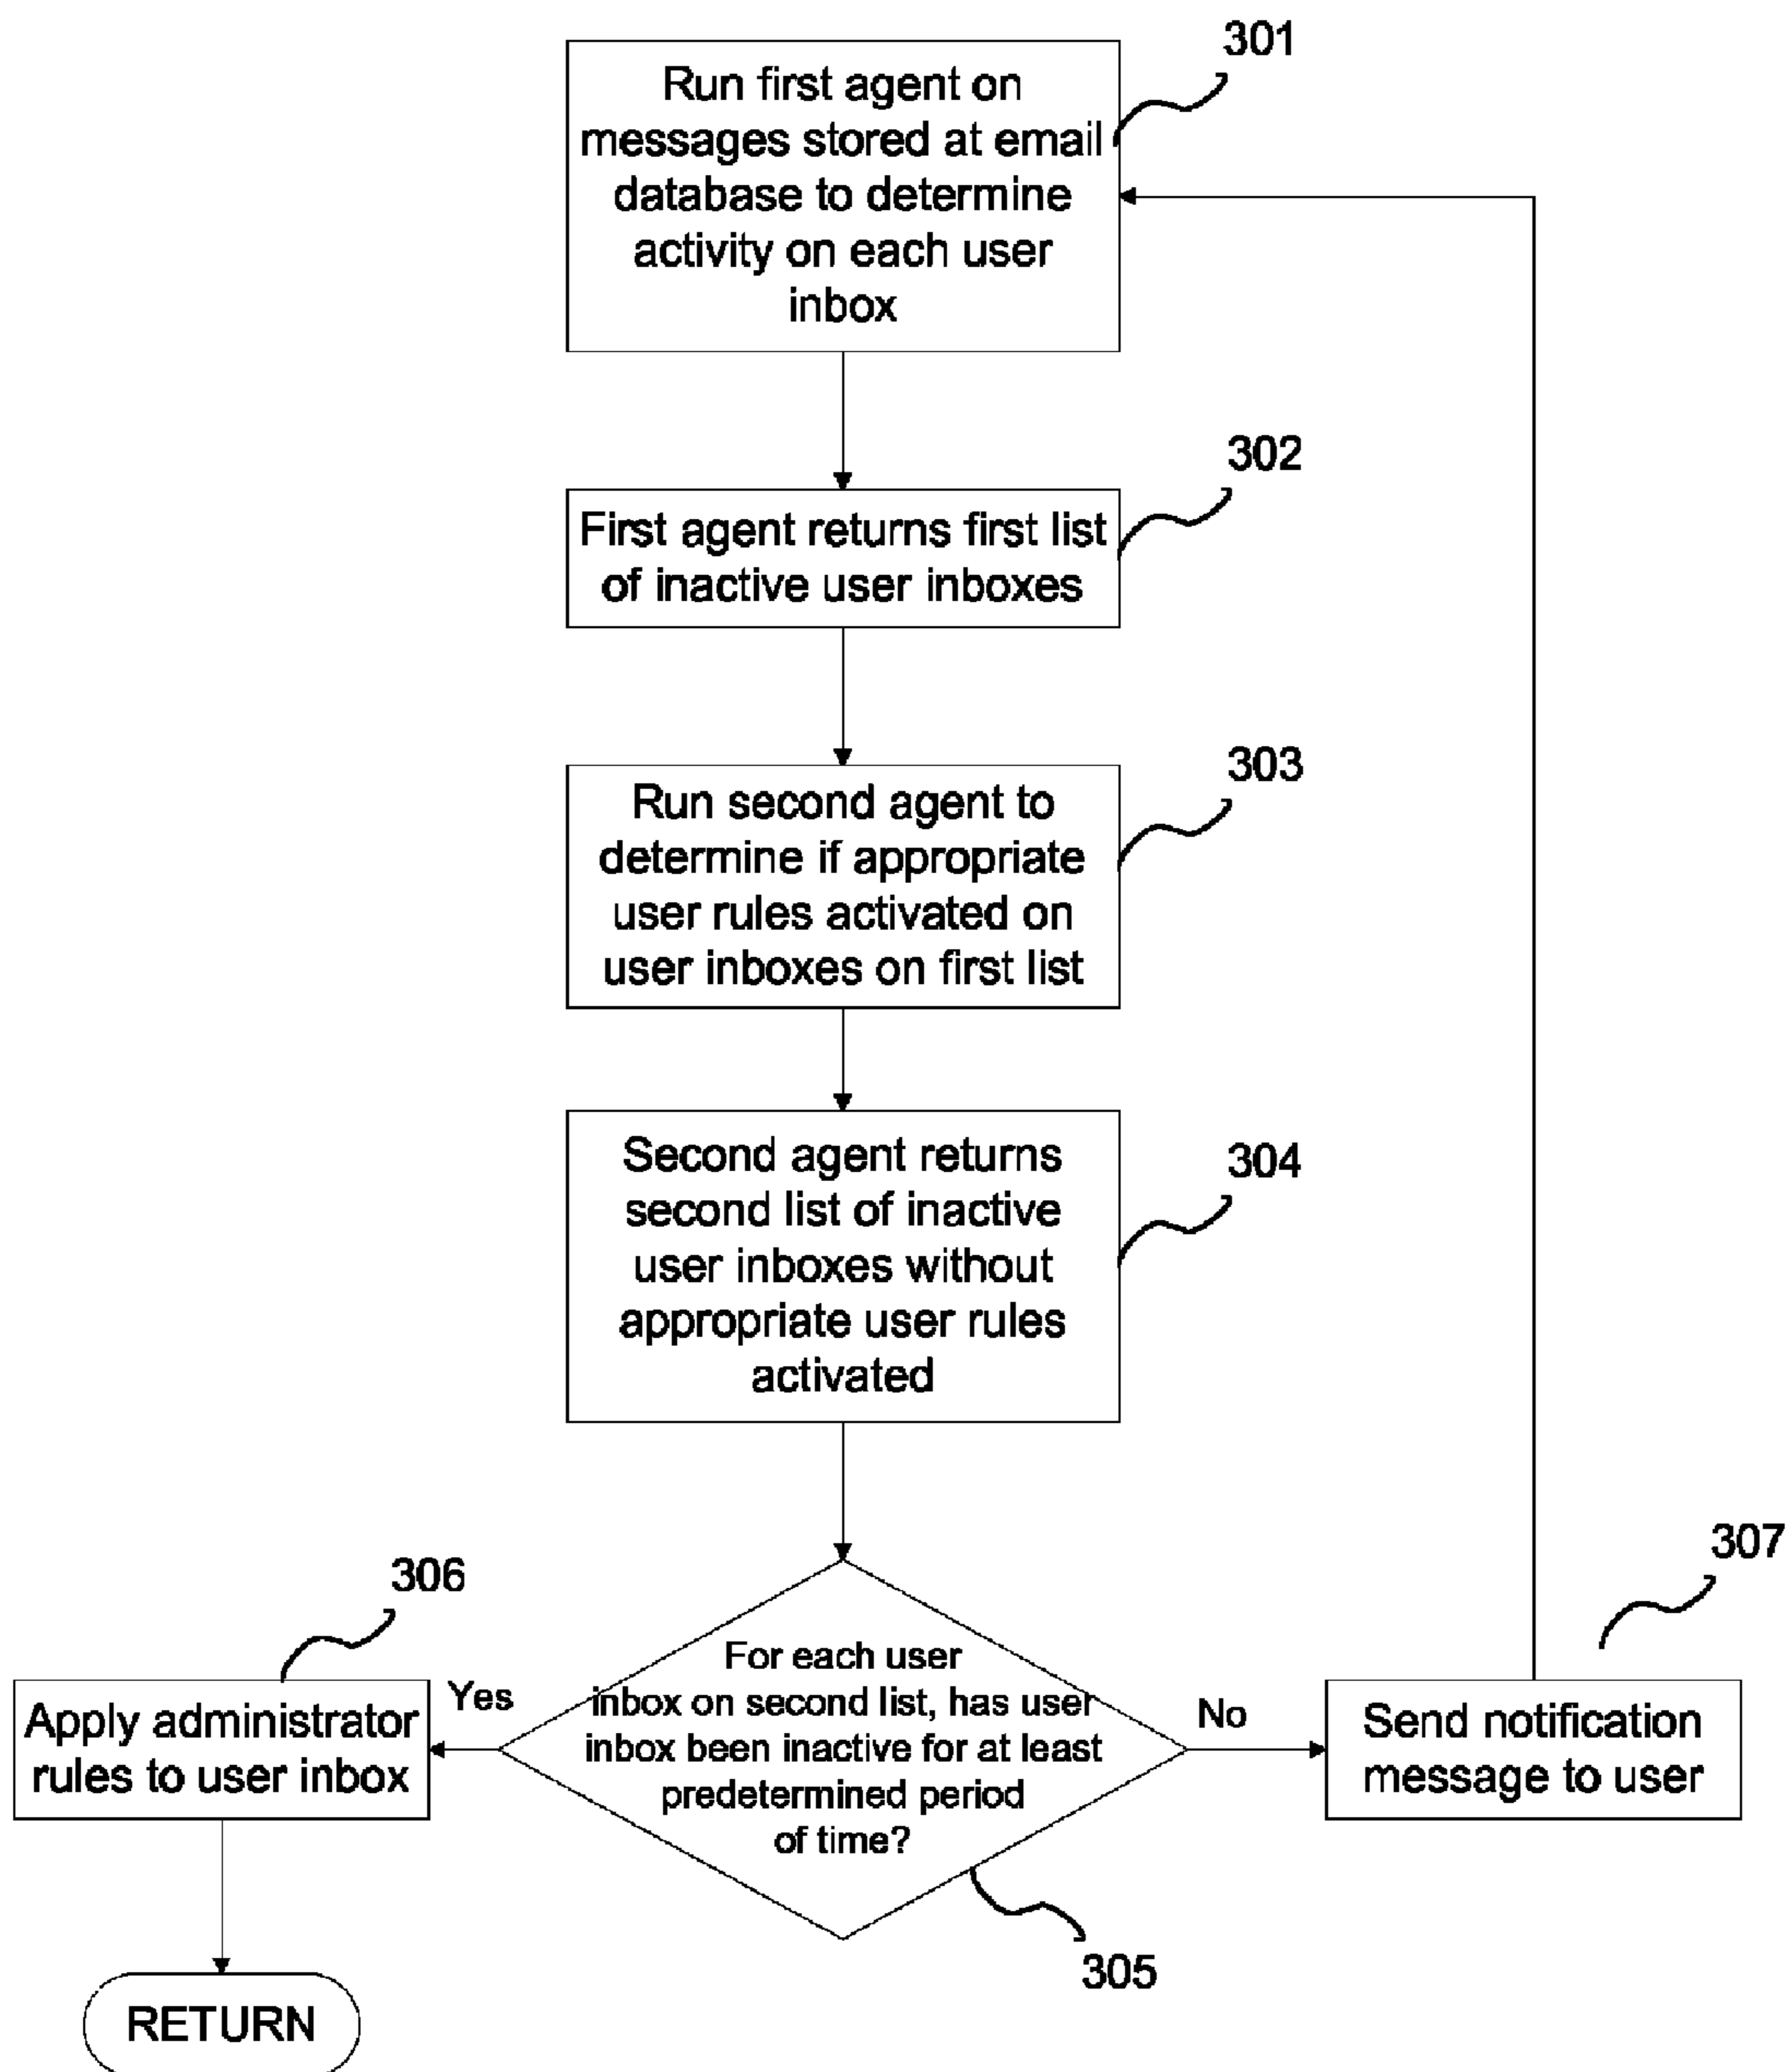 301
Run first agent on
messages stored at email
database to determine
activity on each user
inbox
302
First agent returns first list
of inactive user inboxes
303
Run second agent to
determine if appropriate
user rules activated on
user inboxes on first list
304
Second agent returns
second list of inactive
user inboxes without
appropriate user rules
activated
305
For each user
inbox on second list, has user
inbox been inactive for at least
predetermined period
of time?
Yes
306
Apply administrator
rules to user inbox
RETURN
No
307
Send notification
message to user